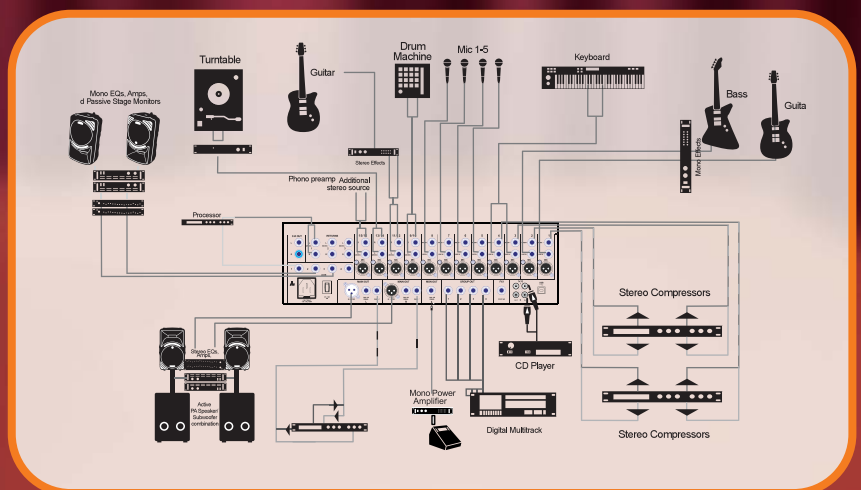 Turntable
Guitar
Drum
Machine
Mic 1-5
Keyboard
Bass
Guita
Mono EQs, Amps,
d Passive Stage Monitors
Stereo Effects
Mono Effects
Phono preamp
Additional
stereo source
Processor
Stereo Compressors
Stereo EQs,
Amps
CD Player
Mono Power
Amplifier
Active
PA Speaker/
Subwoofer
combination
Digital Multitrack
Stereo Compressors